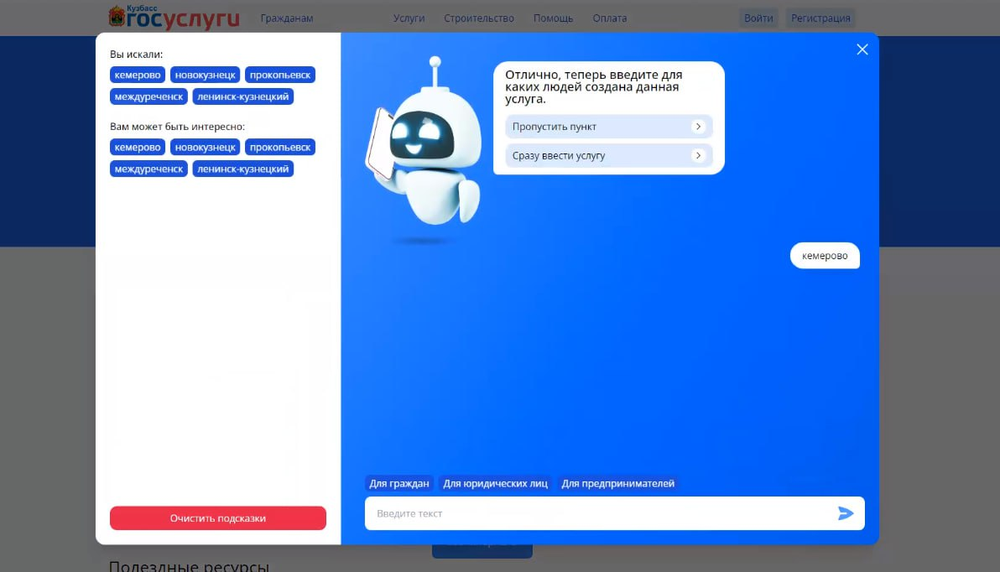 Кузбасс
госуслуги
Гражданам
Услуги
Строительство
Помощь
Оплата
Войти
Регистрация
Вы искали:
кемерово новокузнецк прокопьевск
междуреченск ленинск-кузнецкий
Вам может быть интересно:
кемерово новокузнецк прокопьевск
междуреченск ленинск-кузнецкий
Очистить подсказки
Отлично, теперь введите для
каких людей создана данная
услуга.
Пропустить пункт
Сразу ввести услугу
кемерово
Для граждан Для юридических лиц Для предпринимателей
Введите текст
Полезные ресурсы